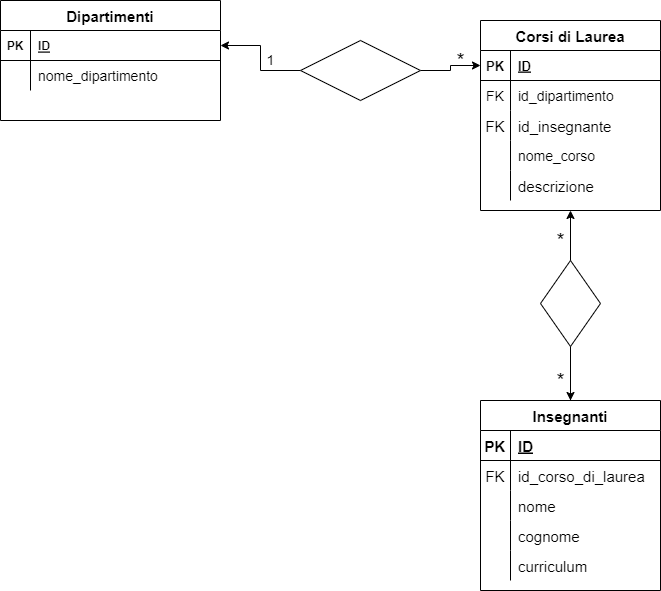 Dipartimenti
PK ID
nome_dipartimento
1
*
Corsi di Laurea
PK ID
FK id_dipartimento
FK id_insegnante
nome_corso
descrizione
*
*
Insegnanti
PK ID
FK id_corso_di_laurea
nome
cognome
curriculum